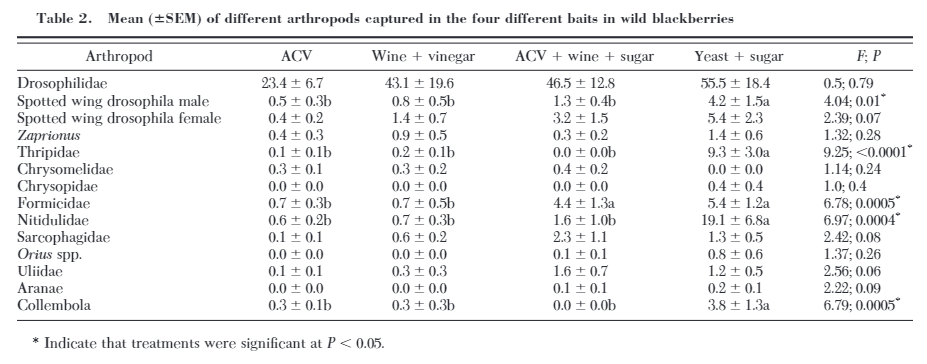 Table 2. Mean (±SEM) of different arthropods captured in the four different baits in wild blackberries
Arthropod ACV Wine + vinegar ACV + wine + sugar Yeast + sugar F; P
Drosophilidae 23.4 ± 6.7 43.1 ± 19.6 46.5 ± 12.8 55.5 ± 18.4 0.5; 0.79
Spotted wing drosophila male 0.5 ± 0.3b 0.8 ± 0.5b 1.3 ± 0.4b 4.2 ± 1.5a 4.04; 0.01*
Spotted wing drosophila female 0.4 ± 0.2 1.4 ± 0.7 3.2 ± 1.5 5.4 ± 2.3 2.39; 0.07
Zaprionus 0.4 ± 0.3 0.9 ± 0.5 0.3 ± 0.2 1.4 ± 0.6 1.32; 0.28
Thripidae 0.1 ± 0.1b 0.2 ± 0.1b 0.0 ± 0.0b 9.3 ± 3.0a 9.25; <0.0001*
Chrysomelidae 0.3 ± 0.1 0.3 ± 0.2 0.4 ± 0.2 0.0 ± 0.0 1.14; 0.24
Chrysopidae 0.0 ± 0.0 0.0 ± 0.0 0.0 ± 0.0 0.4 ± 0.4 1.0; 0.4
Formicidae 0.7 ± 0.3b 0.7 ± 0.5b 4.4 ± 1.3a 5.4 ± 1.2a 6.78; 0.0005*
Nitidulidae 0.6 ± 0.2b 0.7 ± 0.3b 1.6 ± 1.0b 19.1 ± 6.8a 6.97; 0.0004*
Sarcophagidae 0.1 ± 0.1 0.6 ± 0.2 2.3 ± 1.1 1.3 ± 0.5 2.42; 0.08
Orius spp. 0.0 ± 0.0 0.0 ± 0.0 0.1 ± 0.1 0.8 ± 0.6 1.37; 0.26
Uliidae 0.1 ± 0.1 0.3 ± 0.3 1.6 ± 0.7 1.2 ± 0.5 2.56; 0.06
Aranae 0.0 ± 0.0 0.0 ± 0.0 0.1 ± 0.1 0.2 ± 0.1 2.22; 0.09
Collembola 0.3 ± 0.1b 0.3 ± 0.3b 0.0 ± 0.0b 3.8 ± 1.3a 6.79; 0.0005*
* Indicate that treatments were significant at P < 0.05.